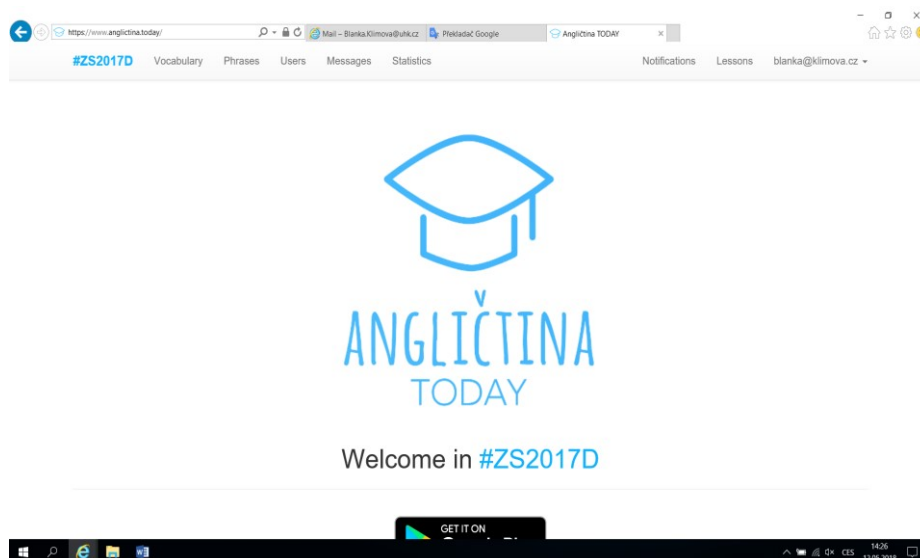 https://www.anglictina.today/
Mail – Blanka.Klimova@uhk.cz
Překladač Google
Angličtina TODAY
#ZS2017D Vocabulary Phrases Users Messages Statistics Notifications Lessons blanka@klimova.cz
ANGLIČTINA
TODAY
Welcome in #ZS2017D
GET IT ON
CES
14:26